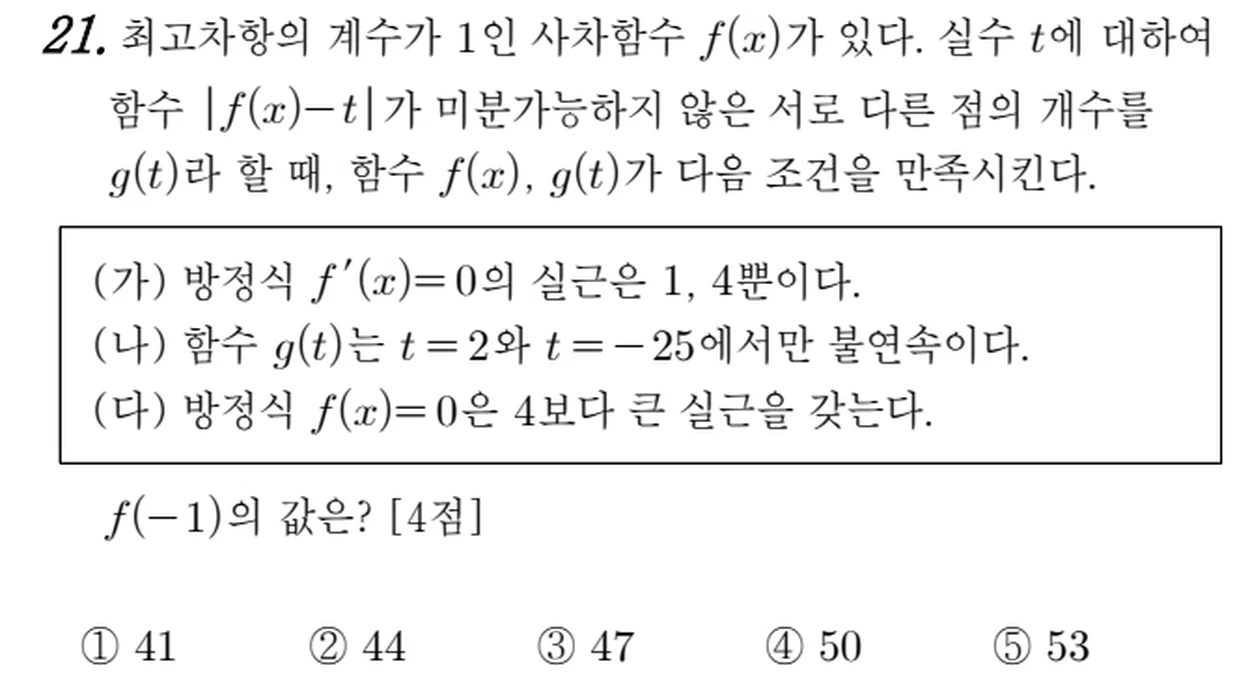 21. 최고차항의 계수가 1인 사차함수 f(x)가 있다. 실수 t에 대하여
함수 |f(x)-t|가 미분가능하지 않은 서로 다른 점의 개수를
g(t)라 할 때, 함수 f(x), g(t)가 다음 조건을 만족시킨다.
(가) 방정식 f′(x)=0의 실근은 1, 4뿐이다.
(나) 함수 g(t)는 t=2와 t=-25에서만 불연속이다.
(다) 방정식 f(x)=0은 4보다 큰 실근을 갖는다.
f(-1)의 값은? [4점]
① 41 ② 44 ③ 47 ④ 50 ⑤ 53